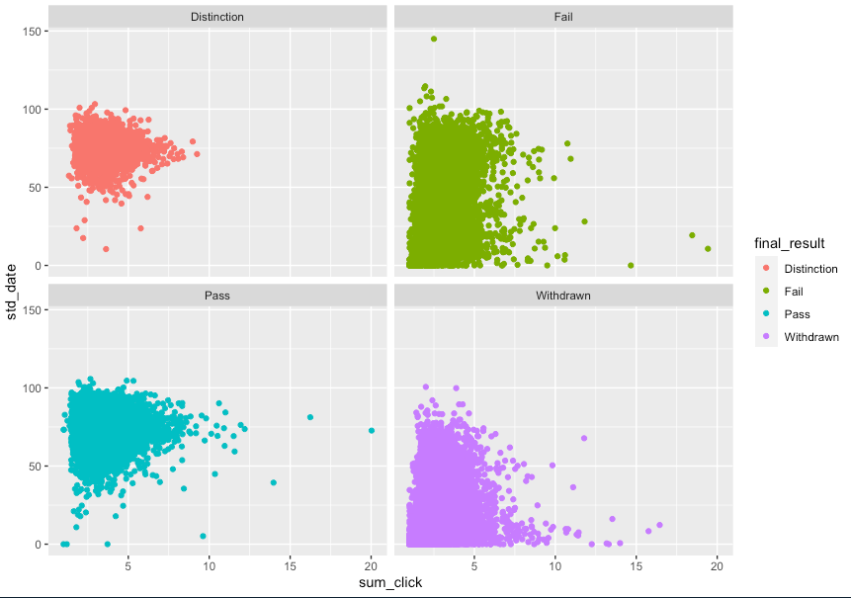 Distinction
Fail
150
100
50
0
Pass
Withdrawn
150
100
50
0
5
10
15
20
5
10
15
20
sum_click
std_date
final_result
Distinction
Fail
Pass
Withdrawn